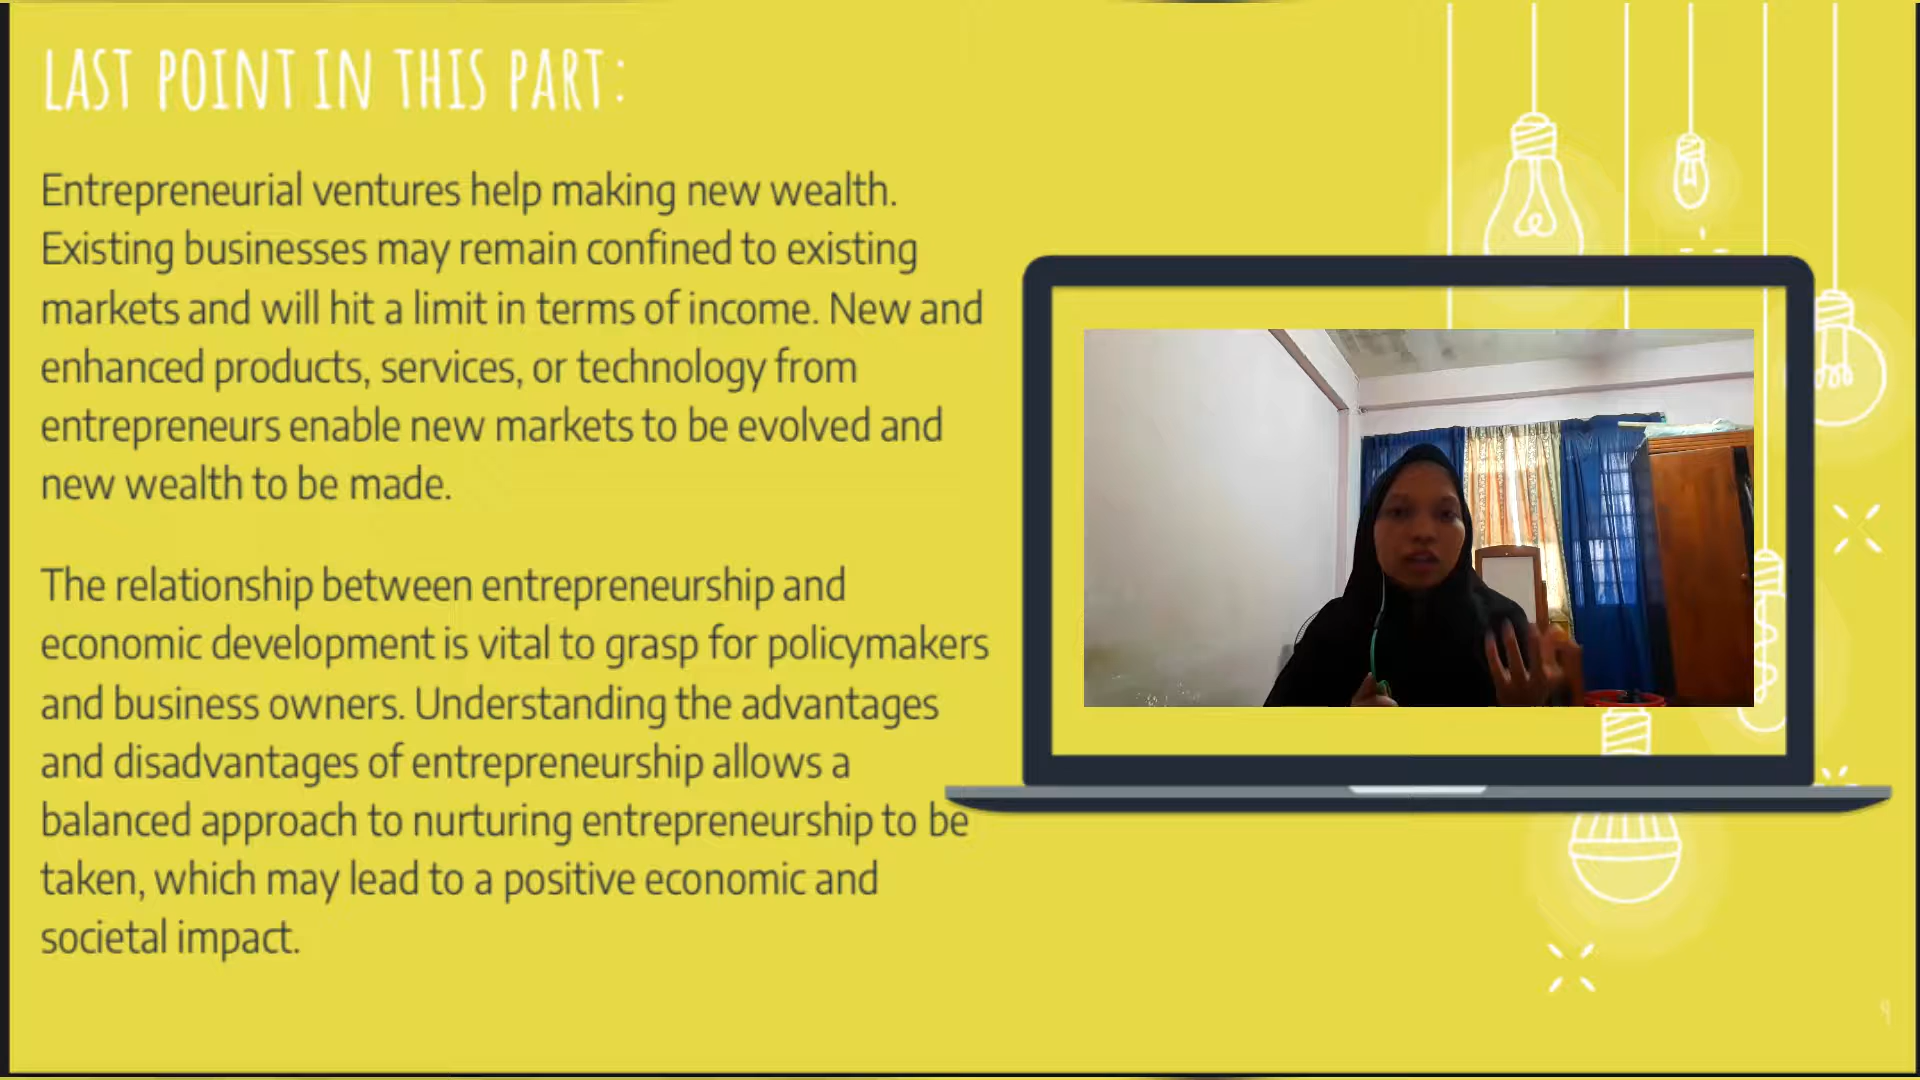 LAST POINT IN THIS PART:
Entrepreneurial ventures help making new wealth.
Existing businesses may remain confined to existing
markets and will hit a limit in terms of income. New and
enhanced products, services, or technology from
entrepreneurs enable new markets to be evolved and
new wealth to be made.
The relationship between entrepreneurship and
economic development is vital to grasp for policymakers
and business owners. Understanding the advantages
and disadvantages of entrepreneurship allows a
balanced approach to nurturing entrepreneurship to be
taken, which may lead to a positive economic and
societal impact.
9